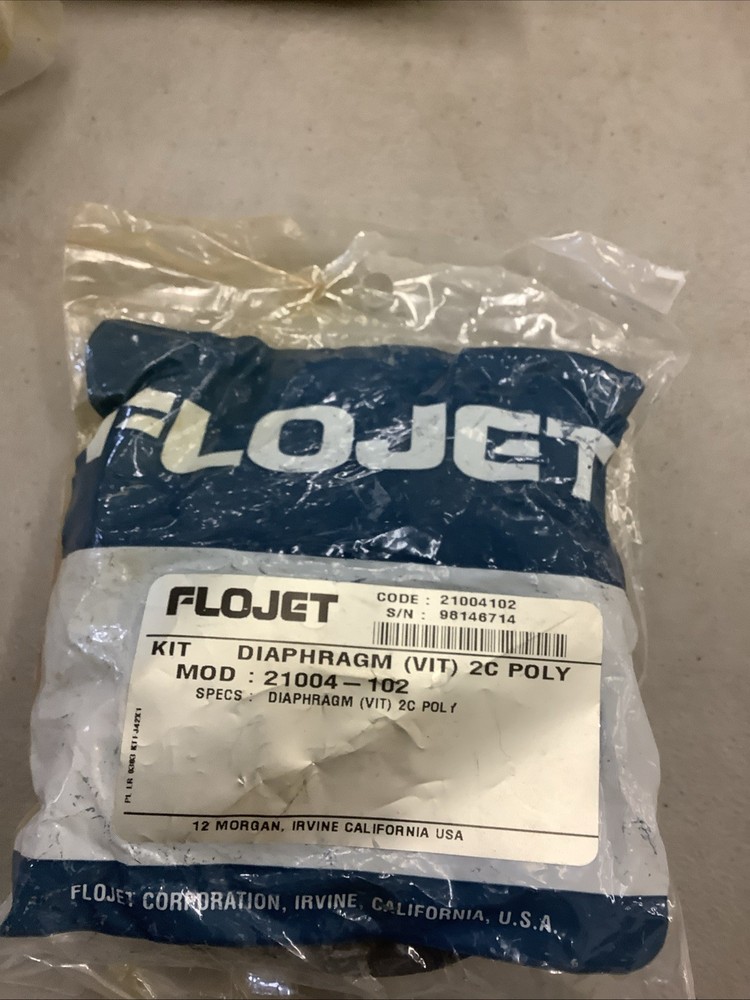 FLOJET
FLOJET
CODE : 21004102
S/N : 96146714
KIT DIAPHRAGM (VIT) 2C POLY
MOD : 21004-102
SPECS : DIAPHRAGM (VIT) 2C POLY
12 MORGAN, IRVINE CALIFORNIA USA
FLOJET CORPORATION, IRVINE, CALIFORNIA, U.S.A.